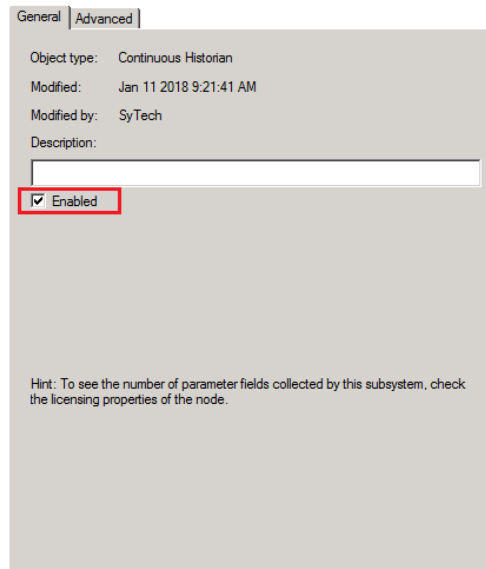 General Advanced
Object type: Continuous Historian
Modified: Jan 11 2018 9:21:41 AM
Modified by: SyTech
Description:
Enabled
Hint: To see the number of parameter fields collected by this subsystem, check
the licensing properties of the node.